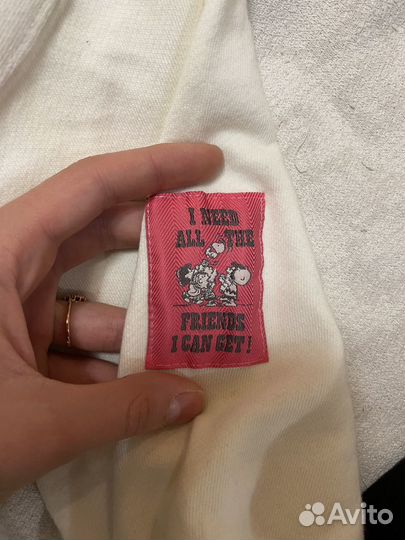 I NEED
ALL THE
FRIENDS
I CAN GET!
Avito